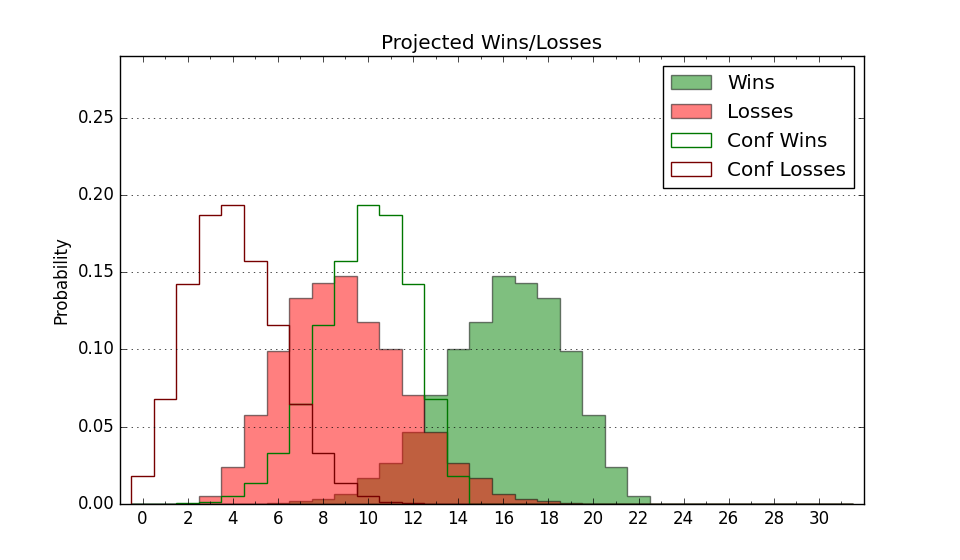 Projected Wins/Losses
Wins
Losses
Conf Wins
Conf Losses
Probability
0.25
0.20
0.15
0.10
0.05
0.00
0 2 4 6 8 10 12 14 16 18 20 22 24 26 28 30